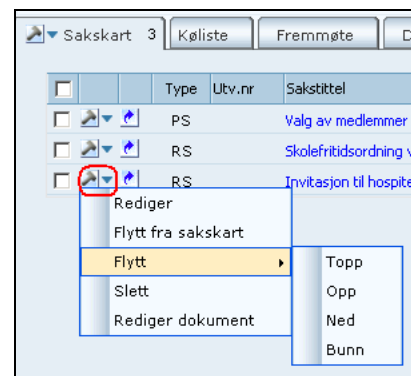 Sakskart 3 Køliste Fremmøte
Type Utv.nr Sakstittel
PS Valg av medlemmer
RS Skolefritidsordning
RS Invitasjon til
Rediger
Flytt fra sakskart
Flytt Topp
Slett Opp
Rediger dokument Ned
Bunn